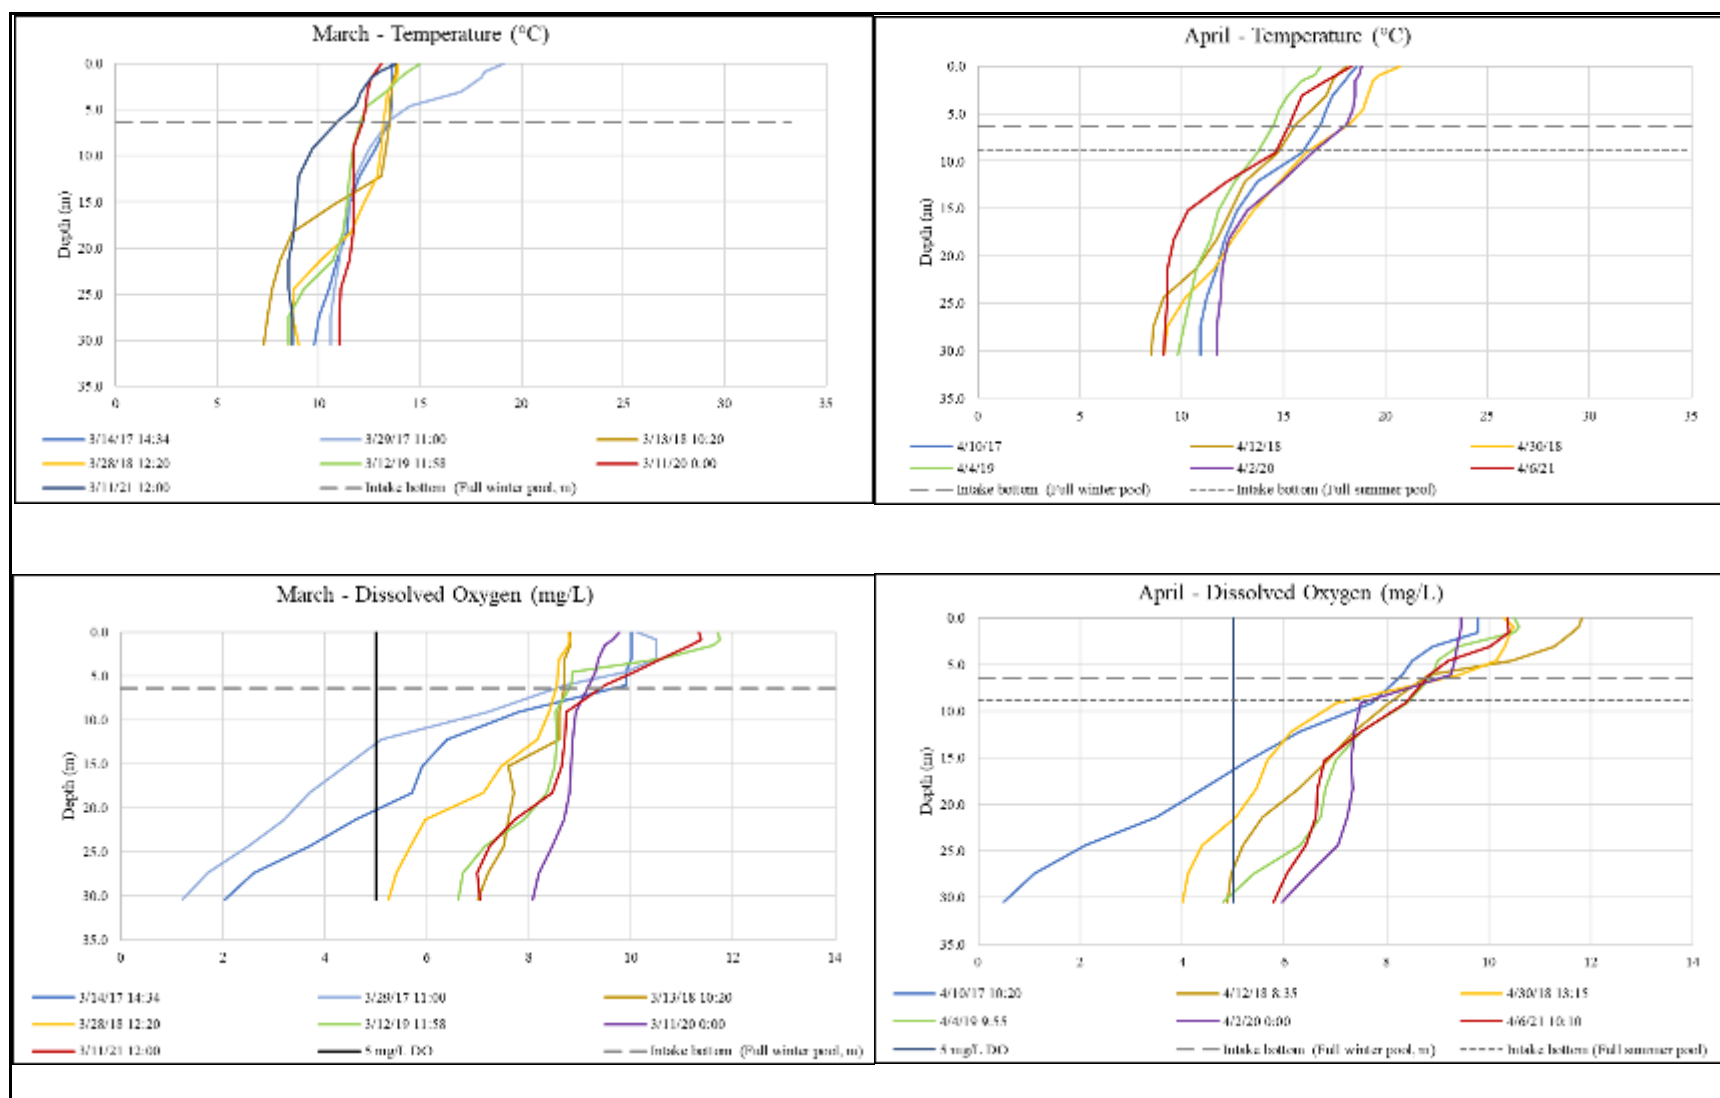 March - Temperature (°C)
0.0
5.0
10.0
15.0
20.0
25.0
30.0
35.0
Depth (m)
0 5 10 15 20 25 30 35
3/14/17 14:34 3/29/17 11:00 3/13/18 10:20
3/28/18 12:20 3/12/19 11:58 3/11/20 0:00
3/11/21 12:00 Intake bottom (Full winter pool, m)
April - Temperature (°C)
0.0
5.0
10.0
15.0
20.0
25.0
30.0
35.0
Depth (m)
0 5 10 15 20 25 30 35
4/10/17 4/12/18 4/30/18
4/4/19 4/2/20 4/6/21
Intake bottom (Full winter pool) Intake bottom (Full summer pool)
March - Dissolved Oxygen (mg/L)
0.0
5.0
10.0
15.0
20.0
25.0
30.0
35.0
Depth (m)
0 2 4 6 8 10 12 14
3/14/17 14:34 3/29/17 11:00 3/13/18 10:20
3/28/18 12:20 3/12/19 11:58 3/11/20 0:00
3/11/21 12:00 5 mg/L DO Intake bottom (Full winter pool, m)
April - Dissolved Oxygen (mg/L)
0.0
5.0
10.0
15.0
20.0
25.0
30.0
35.0
Depth (m)
0 2 4 6 8 10 12 14
4/10/17 10:20 4/12/18 8:35 4/30/18 13:15
4/4/19 9:55 4/2/20 0:00 4/6/21 10:10
5 mg/L DO Intake bottom (Full winter pool, m) Intake bottom (Full summer pool)